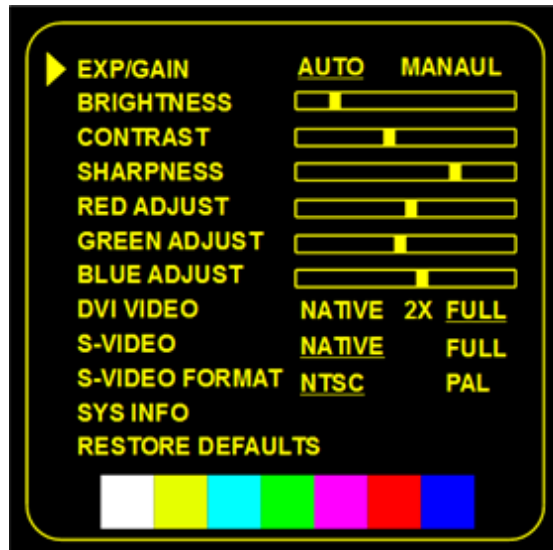 EXP/GAIN AUTO MANAUL
BRIGHTNESS
CONTRAST
SHARPNESS
RED ADJUST
GREEN ADJUST
BLUE ADJUST
DVI VIDEO NATIVE 2X FULL
S-VIDEO NATIVE FULL
S-VIDEO FORMAT NTSC PAL
SYS INFO
RESTORE DEFAULTS